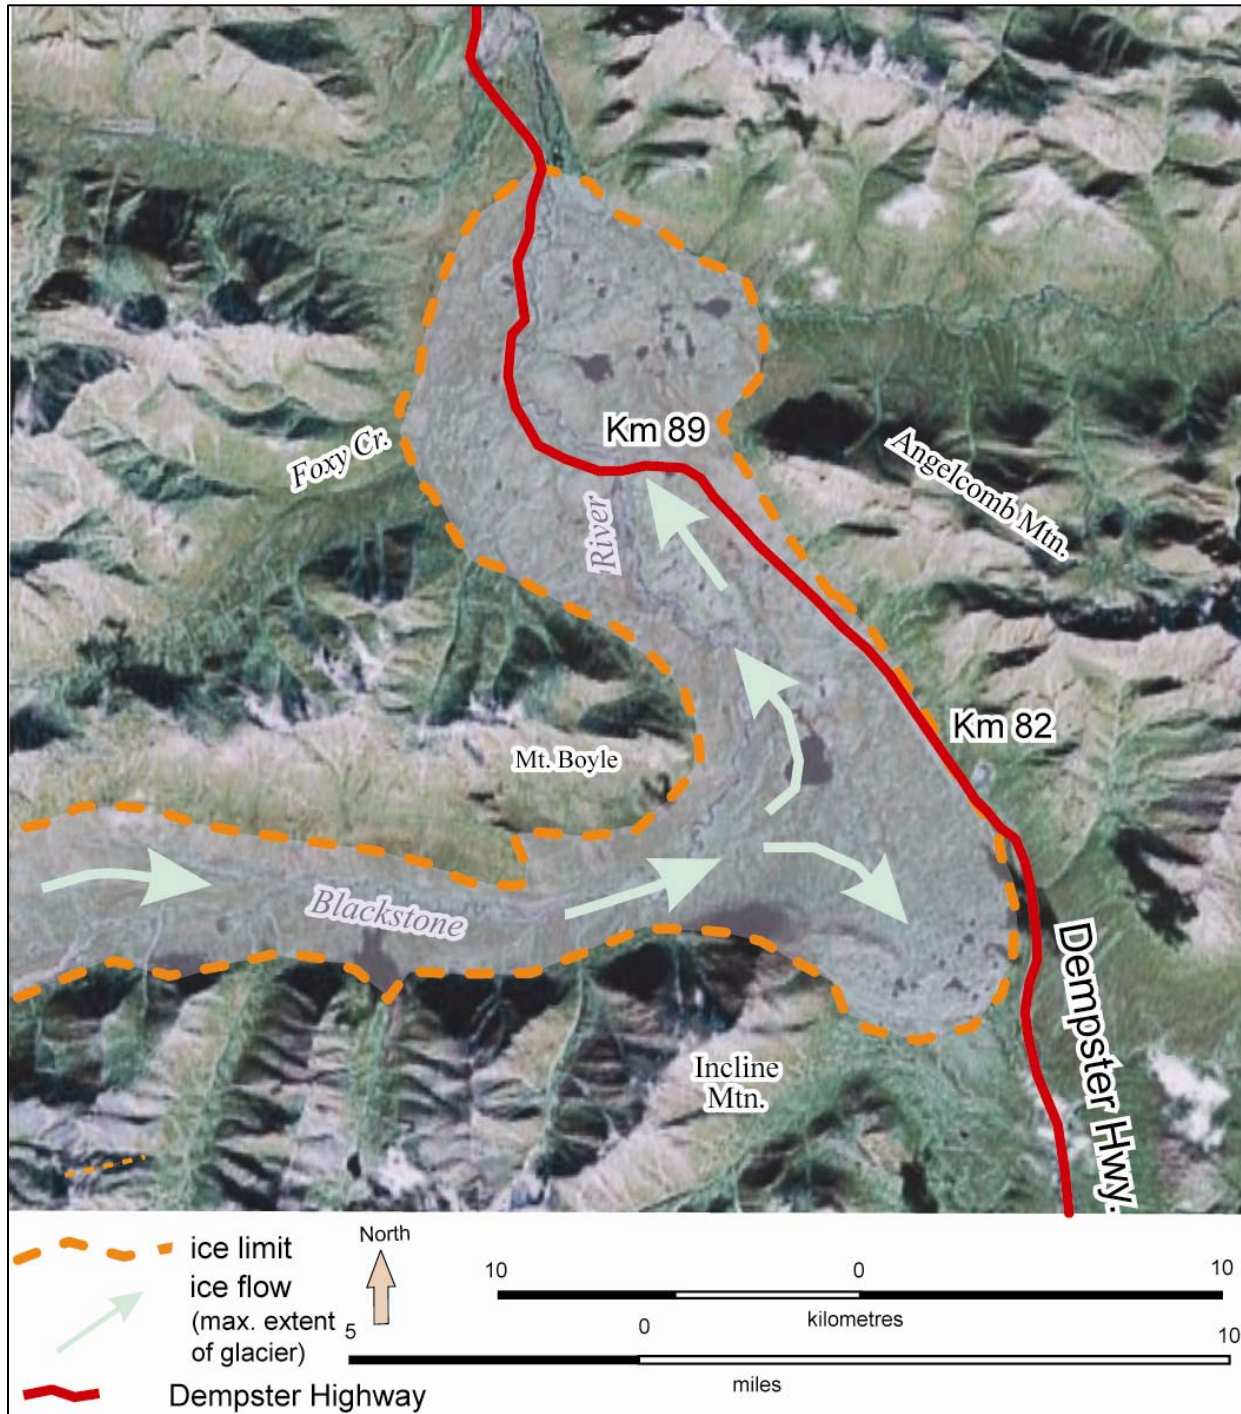 Km 89
Foxy Cr.
River
Angelcomb Mtn.
Km 82
Mt. Boyle
Blackstone
Incline
Mtn.
Dempster Hwy.
ice limit
ice flow
(max. extent
of glacier)
Dempster Highway
North
10 0 10
kilometres
5 0 10
miles